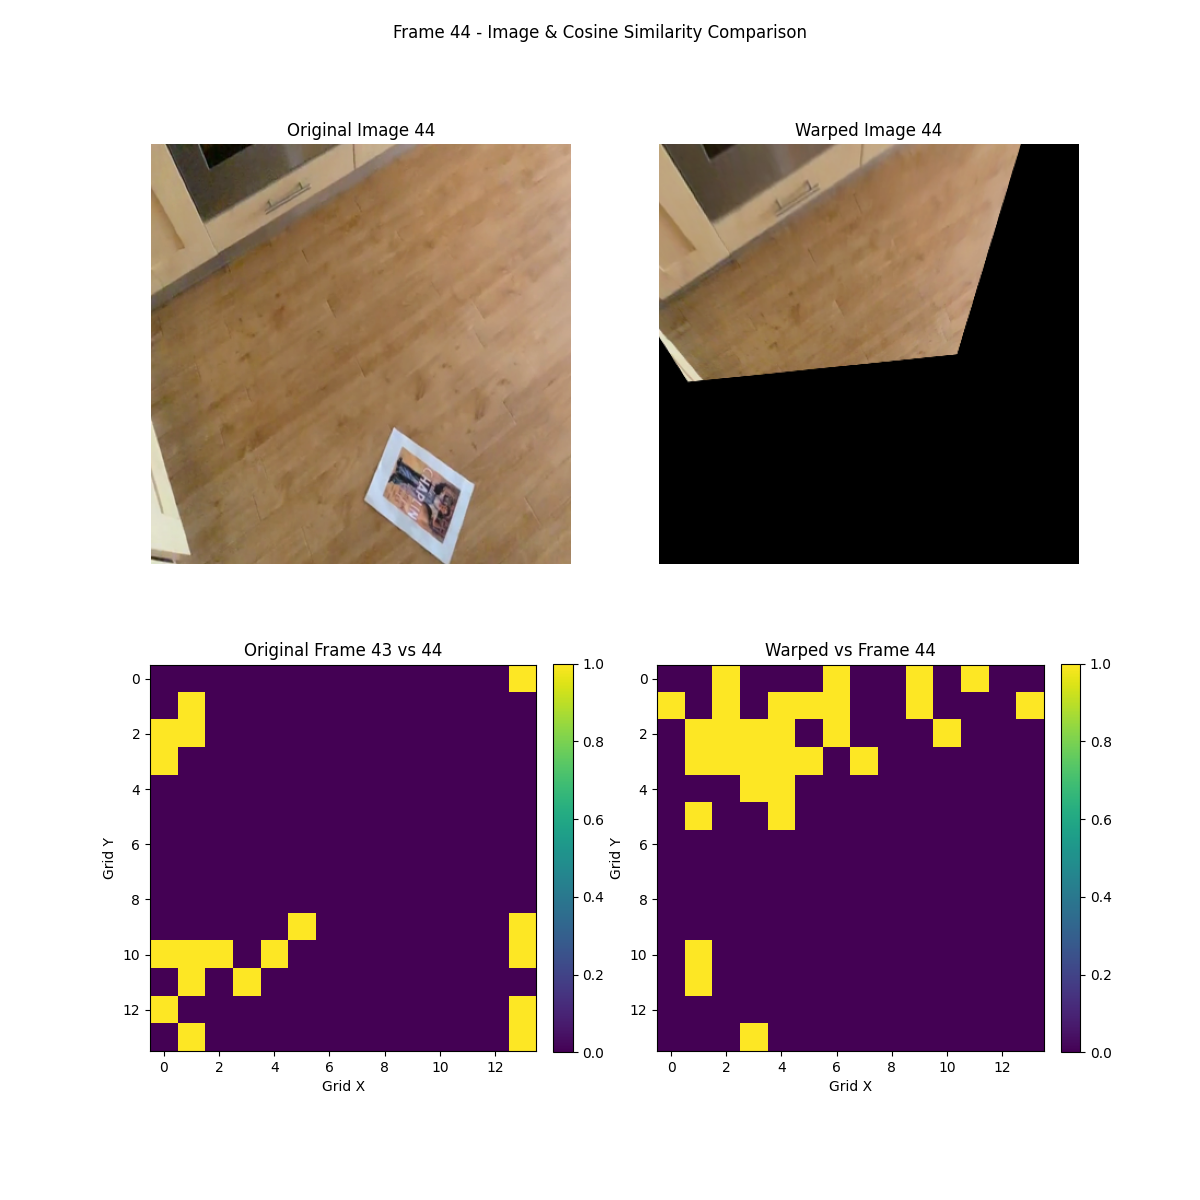 Frame 44 - Image & Cosine Similarity Comparison
Original Image 44
Warped Image 44
CHAPLIN
Original Frame 43 vs 44
0
2
4
6
8
10
12
Grid Y
0 2 4 6 8 10 12
Grid X
1.0
0.8
0.6
0.4
0.2
0.0
Warped vs Frame 44
0
2
4
6
8
10
12
Grid Y
0 2 4 6 8 10 12
Grid X
1.0
0.8
0.6
0.4
0.2
0.0